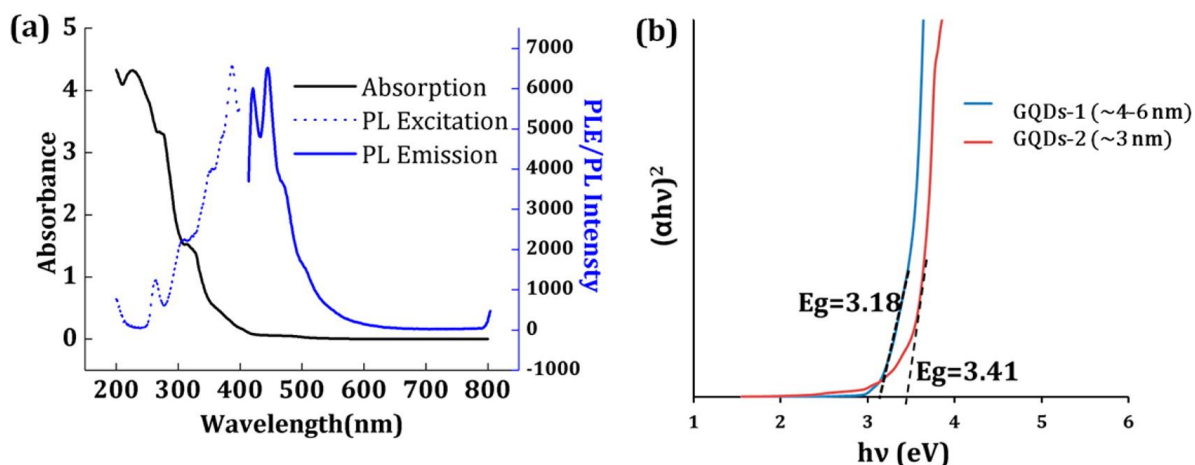 (a)
5
4
3
2
1
0
Absorbance
200 300 400 500 600 700 800
Wavelength(nm)
Absorption
PL Excitation
PL Emission
7000
6000
5000
4000
3000
2000
1000
0
-1000
PLE/PL Intensty
(b)
(αhν)²
GQDs-1 (~4-6 nm)
GQDs-2 (~3 nm)
Eg=3.18
Eg=3.41
1 2 3 4 5 6
hν (eV)